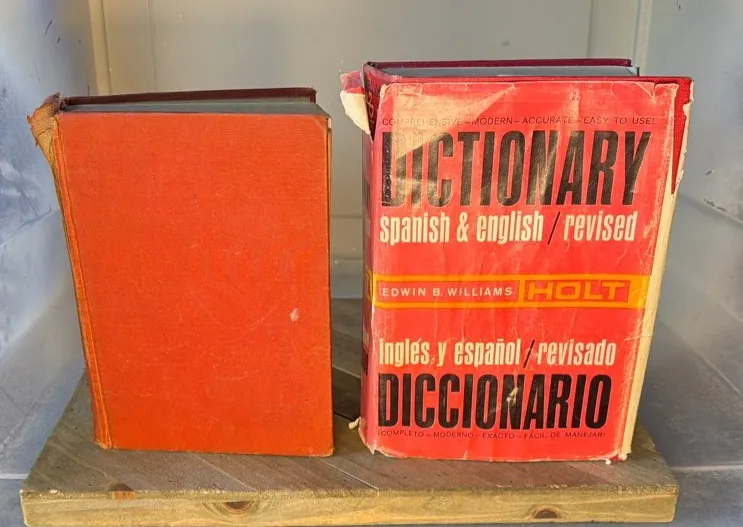 COMPREHENSIVE – MODERN – ACCURATE – EASY TO USE!
DICTIONARY
spanish & english / revised
EDWIN B. WILLIAMS HOLT
inglés y español / revisado
DICCIONARIO
¡COMPLETO – MODERNO – EXACTO – FÁCIL DE MANEJAR!